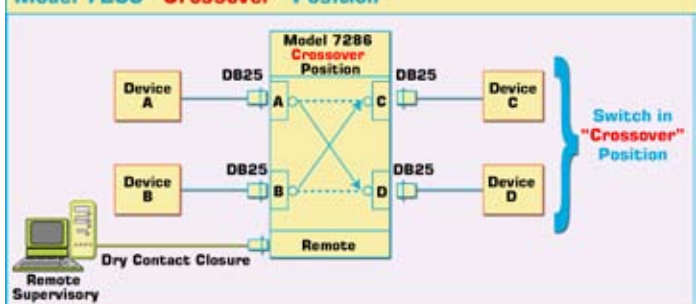 Model 7286 "Crossover" Position
Model 7286
Crossover
Position
DB25
DB25
Device
A
A
C
Device
C
Switch in
"Crossover"
Position
DB25
DB25
Device
B
B
D
Device
D
Remote
Dry Contact Closure
Remote
Supervisory